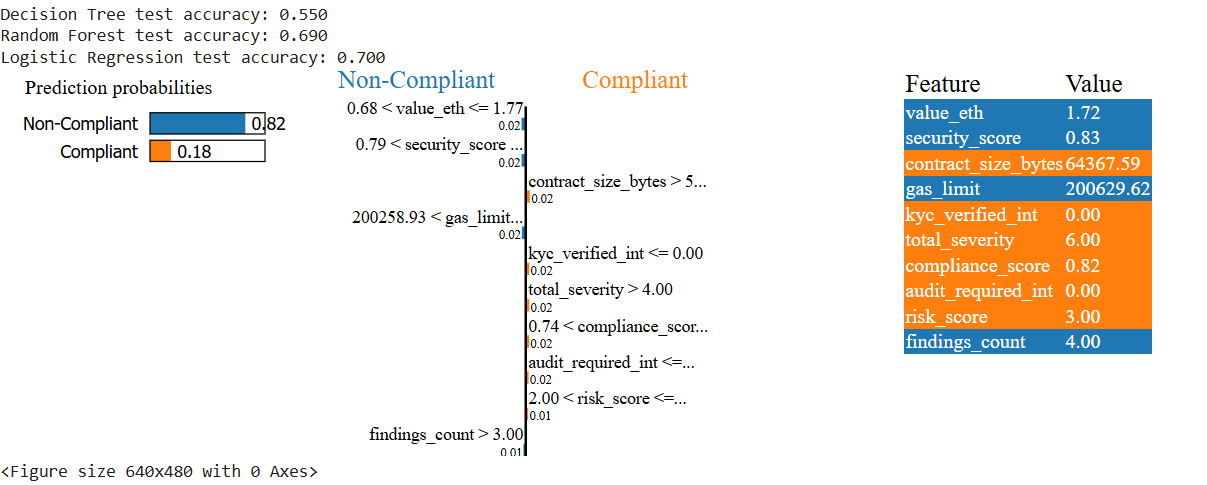 Decision Tree test accuracy: 0.550
Random Forest test accuracy: 0.690
Logistic Regression test accuracy: 0.700
Prediction probabilities
Non-Compliant 0.82
Compliant 0.18
Non-Compliant Compliant
0.68 < value_eth <= 1.77
0.02
0.79 < security_score ...
0.02
contract_size_bytes > 5...
0.02
200258.93 < gas_limit...
0.02
kyc_verified_int <= 0.00
0.02
total_severity > 4.00
0.02
0.74 < compliance_scor...
0.02
audit_required_int <=...
0.02
2.00 < risk_score <=...
0.01
findings_count > 3.00
0.01
Feature Value
value_eth 1.72
security_score 0.83
contract_size_bytes 64367.59
gas_limit 200629.62
kyc_verified_int 0.00
total_severity 6.00
compliance_score 0.82
audit_required_int 0.00
risk_score 3.00
findings_count 4.00
<Figure size 640x480 with 0 Axes>